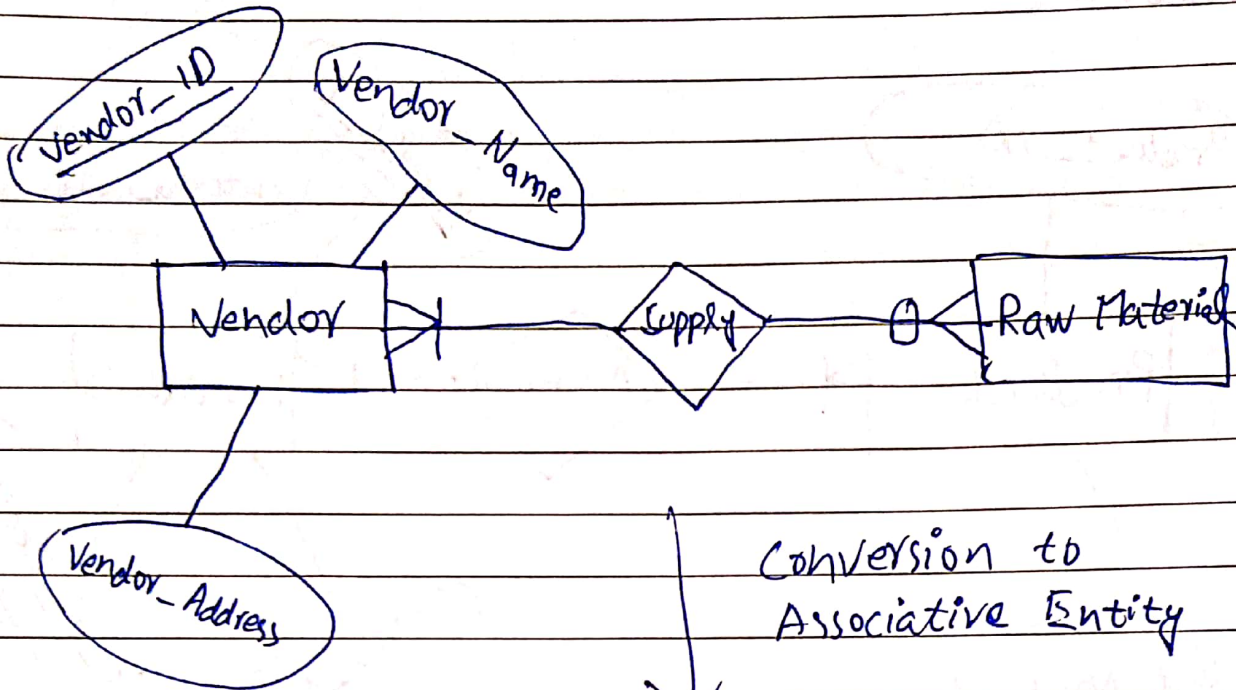 Vendor_ID
Vendor_Name
Vendor
Supply
Raw Material
Vendor_Address
Conversion to
Associative Entity